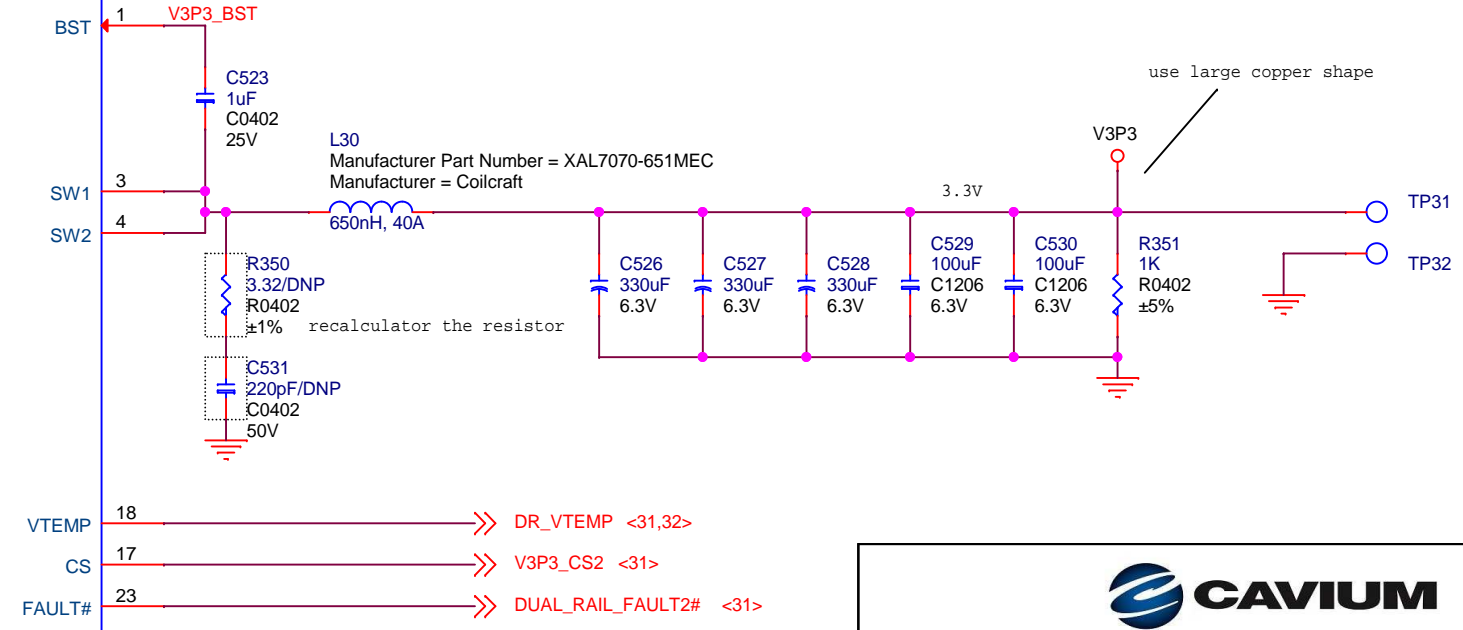 BST
1
V3P3_BST
C523
1uF
C0402
25V
use large copper shape
V3P3
L30
Manufacturer Part Number = XAL7070-651MEC
Manufacturer = Coilcraft
650nH, 40A
SW1
3
SW2
4
3.3V
TP31
TP32
R350
3.32/DNP
R0402
±1%
recalculator the resistor
C526
330uF
6.3V
C527
330uF
6.3V
C528
330uF
6.3V
C529
100uF
C1206
6.3V
C530
100uF
C1206
6.3V
R351
1K
R0402
±5%
C531
220pF/DNP
C0402
50V
VTEMP
18
DR_VTEMP <31,32>
CS
17
V3P3_CS2 <31>
FAULT#
23
DUAL_RAIL_FAULT2# <31>
CAVIUM